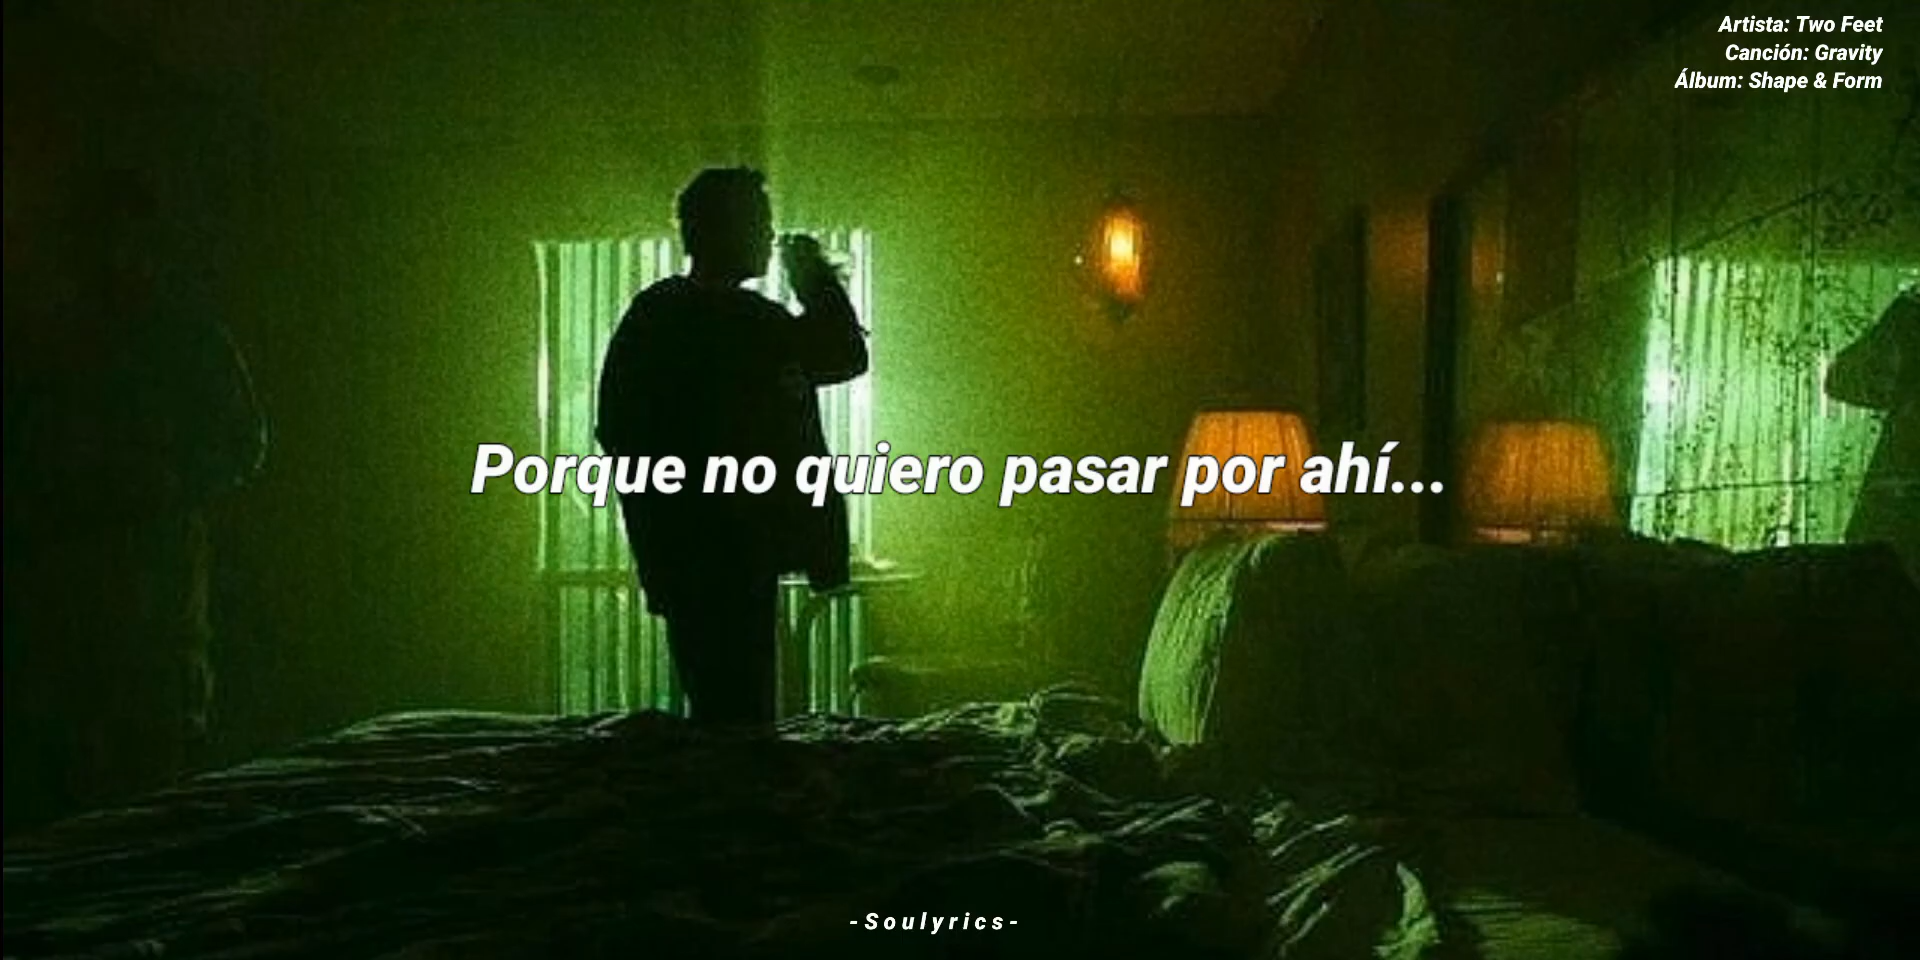 Artista: Two Feet
Canción: Gravity
Álbum: Shape & Form
Porque no quiero pasar por ahí...
-Soulyrics-